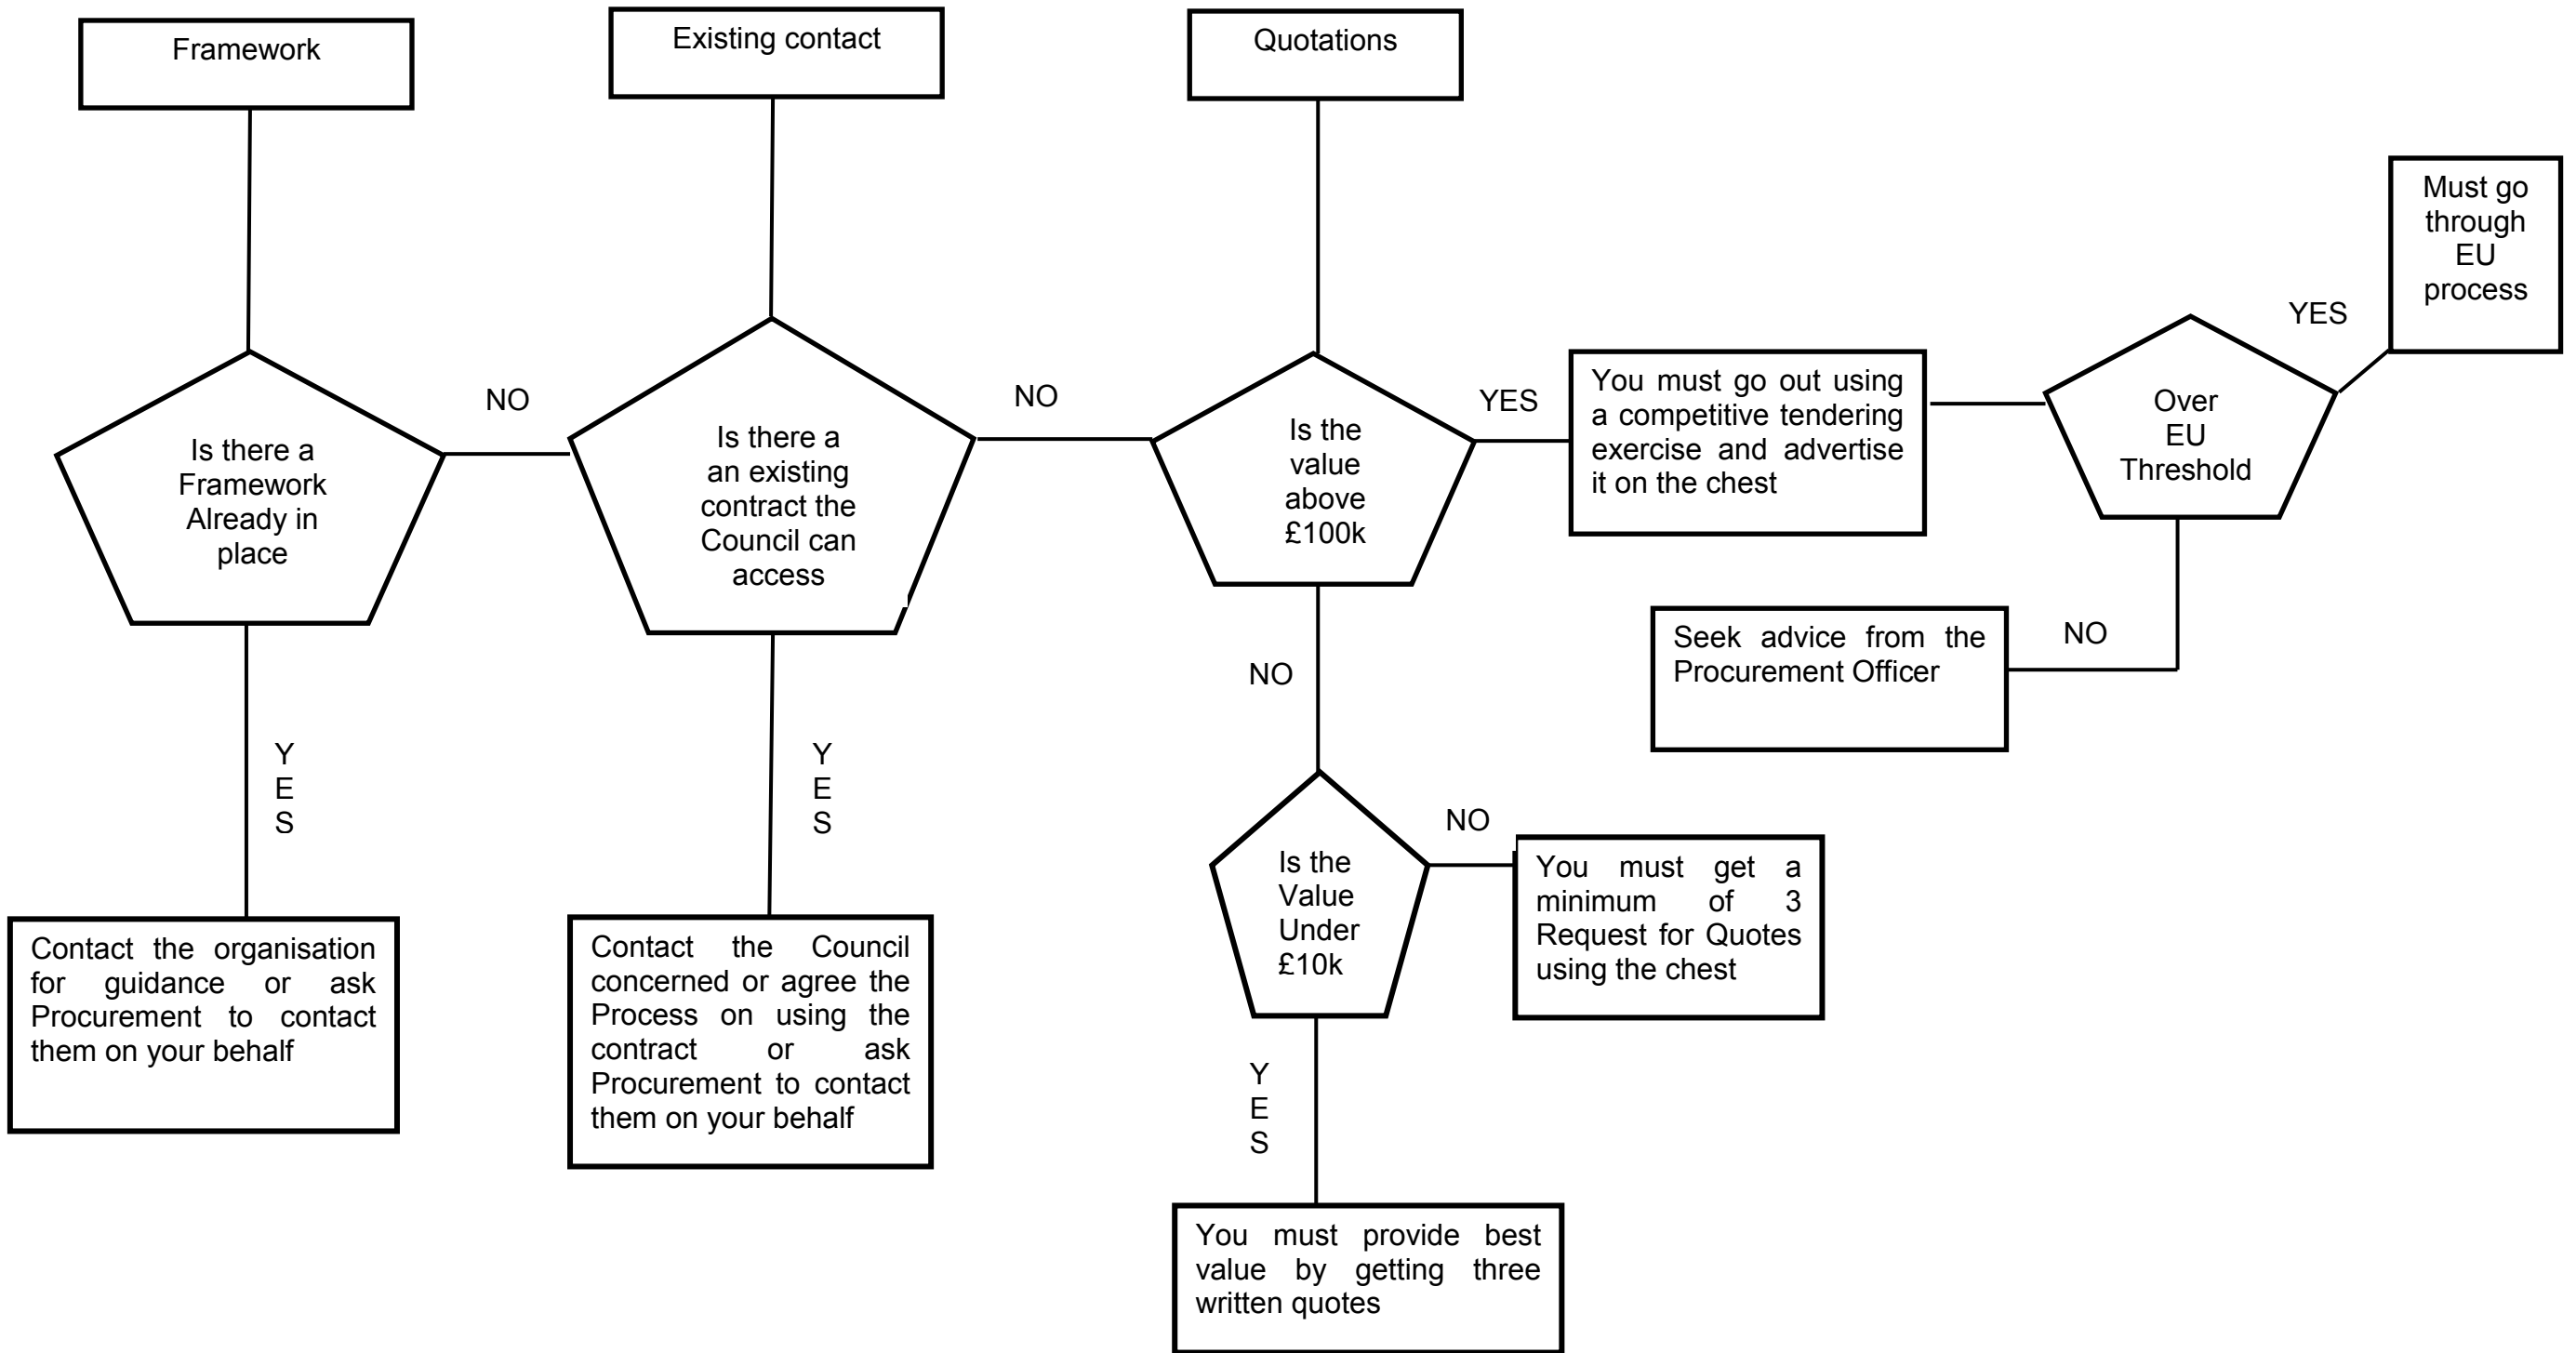 Framework
Existing contact
Quotations
Must go
through
EU
process
YES
NO
NO
YES
You must go out using
a competitive tendering
exercise and advertise
it on the chest
Over
EU
Threshold
Is there a
Framework
Already in
place
Is there a
an existing
contract the
Council can
access
Is the
value
above
£100k
Seek advice from the
Procurement Officer
NO
NO
Y
E
S
Y
E
S
NO
Is the
Value
Under
£10k
You must get a
minimum of 3
Request for Quotes
using the chest
Contact the organisation
for guidance or ask
Procurement to contact
them on your behalf
Contact the Council
concerned or agree the
Process on using the
contract or ask
Procurement to contact
them on your behalf
Y
E
S
You must provide best
value by getting three
written quotes